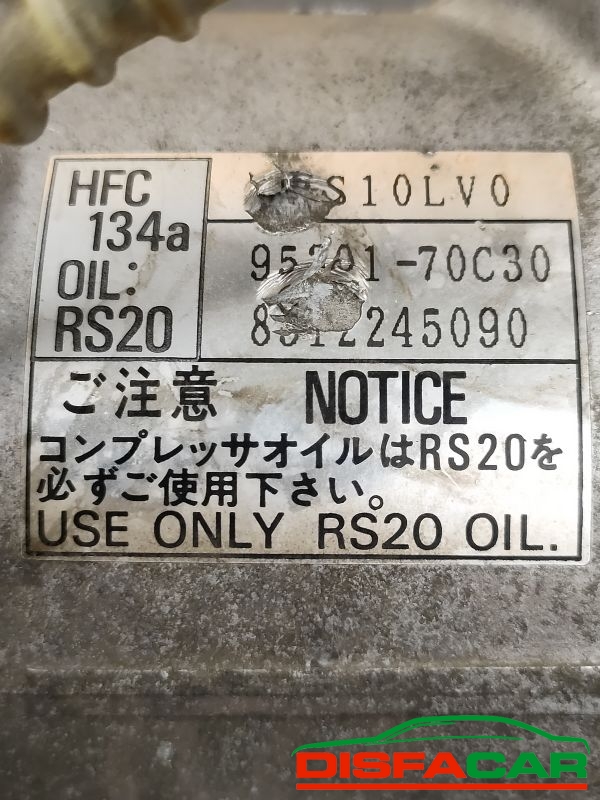 HFC
134a
OIL:
RS20
S10LV0
95201-70C30
8312245090
ご注意 NOTICE
コンプレッサオイルはRS20を
必ずご使用下さい。
USE ONLY RS20 OIL.
DISFACAR